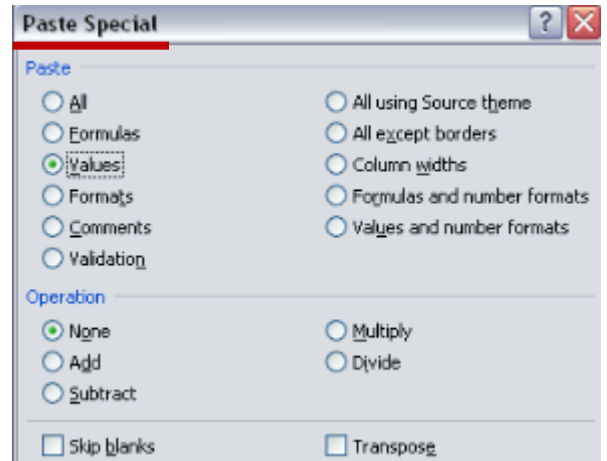 Paste Special
Paste
All
All using Source theme
Formulas
All except borders
Values
Column widths
Formats
Formulas and number formats
Comments
Values and number formats
Validation
Operation
None
Multiply
Add
Divide
Subtract
Skip blanks
Transpose